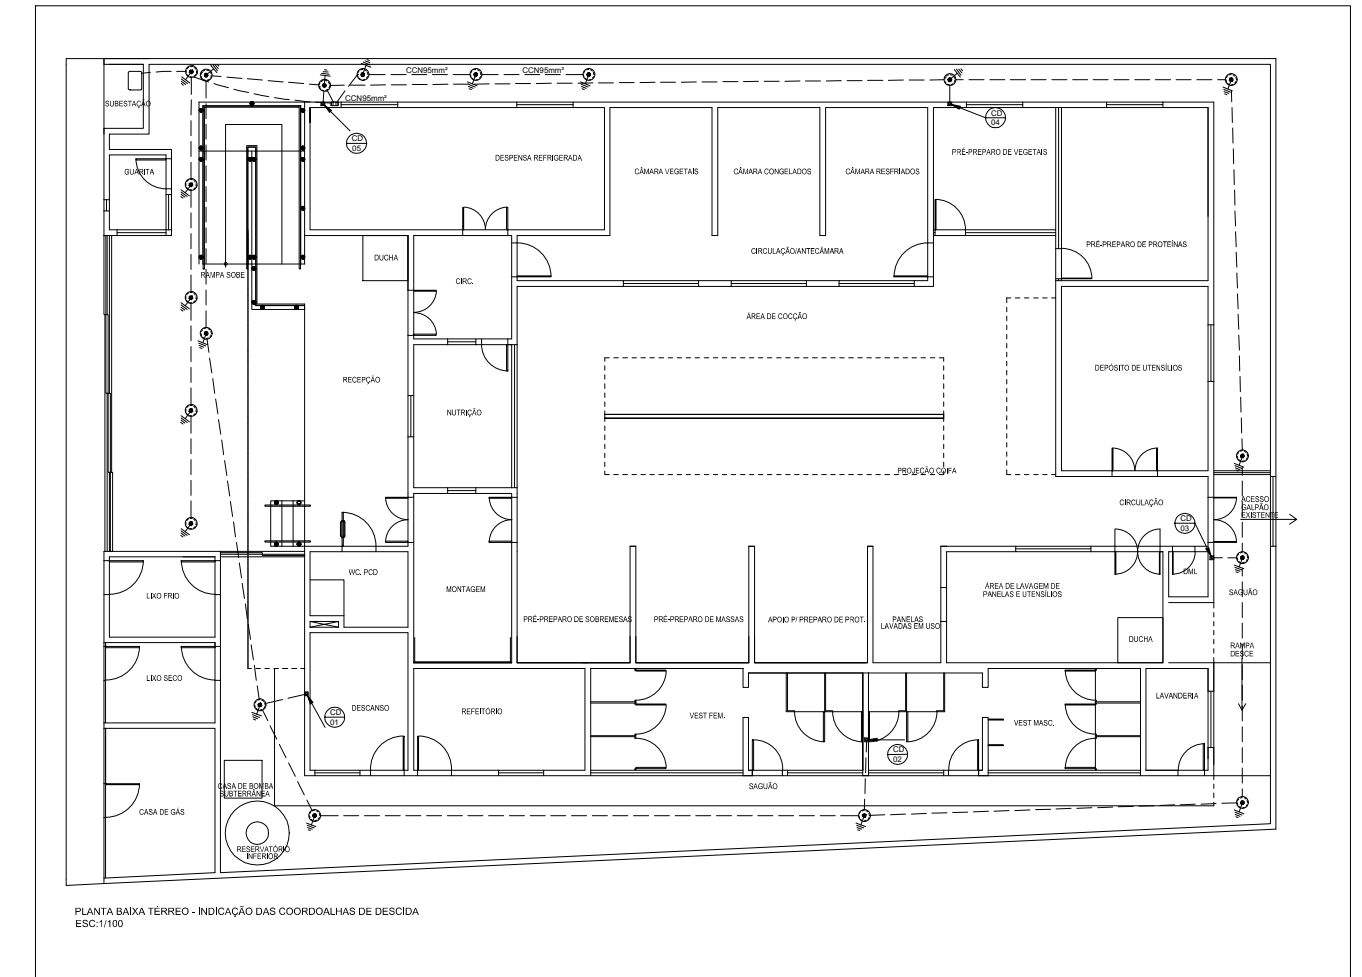 CCN95mm²
CCN95mm²
CCN95mm²
SUBESTAÇÃO
CD
04
CD
05
GUARITA
DESPENSA REFRIGERADA
CÂMARA VEGETAIS
CÂMARA CONGELADOS
CÂMARA RESFRIADOS
PRÉ-PREPARO DE VEGETAIS
PRÉ-PREPARO DE PROTEÍNAS
CIRCULAÇÃO/ANTECÂMARA
DUCHA
RAMPA SOBE
CIRC.
ÁREA DE COCÇÃO
RECEPÇÃO
DEPÓSITO DE UTENSÍLIOS
NUTRIÇÃO
PROJEÇÃO COIFA
CIRCULAÇÃO
ACESSO
GALPÃO
EXISTENTE
CD
03
WC. PCD
DML
LIXO FRIO
MONTAGEM
ÁREA DE LAVAGEM DE
PANELAS E UTENSÍLIOS
SAGUÃO
PRÉ-PREPARO DE SOBREMESAS
PRÉ-PREPARO DE MASSAS
APOIO P/ PREPARO DE PROT.
PANELAS
LAVADAS EM USO
DUCHA
RAMPA
DESCE
LIXO SECO
LAVANDERIA
CD
01
DESCANSO
REFEITÓRIO
VEST FEM.
VEST MASC.
CD
02
CASA DE BOMBA
SUBTERRÂNEA
SAGUÃO
CASA DE GÁS
RESERVATÓRIO
INFERIOR
PLANTA BAIXA TÉRREO - INDICAÇÃO DAS COORDOALHAS DE DESCIDA
ESC:1/100